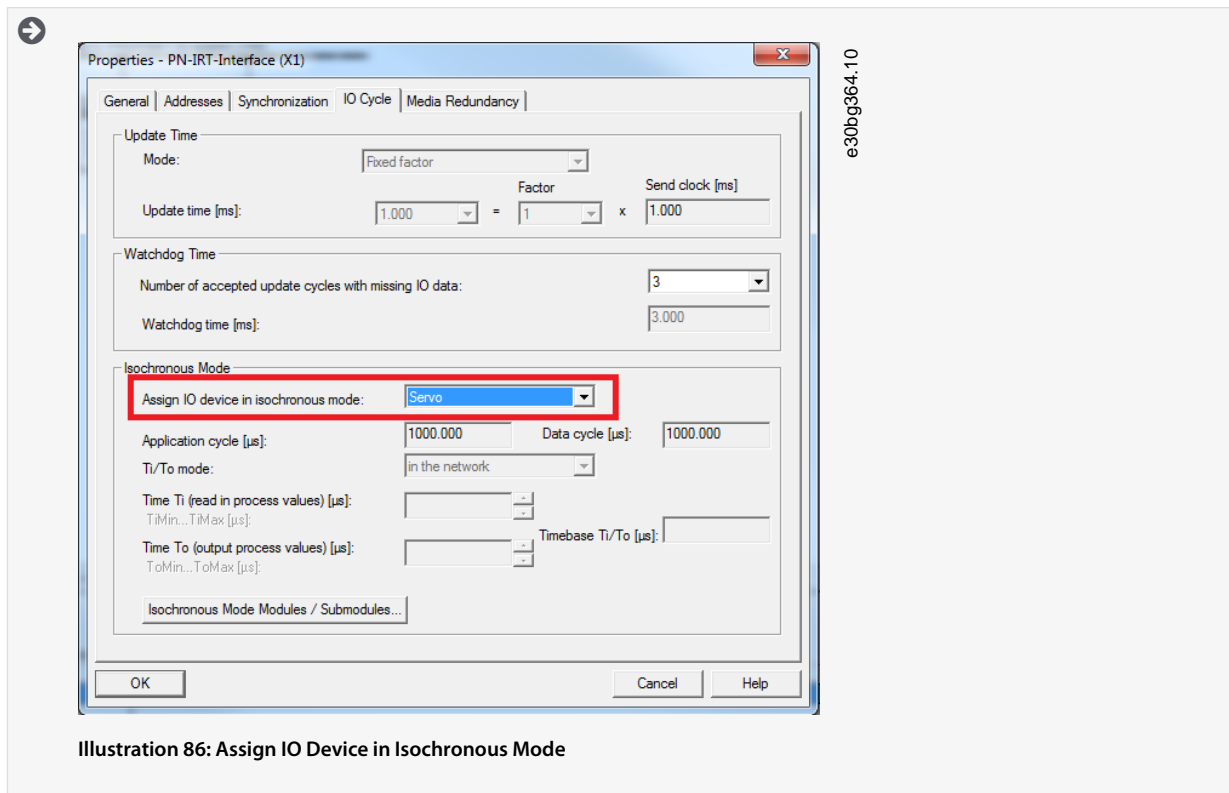 Properties - PN-IRT-Interface (X1)
e30bg364.10
General Addresses Synchronization IO Cycle Media Redundancy
Update Time
Mode: Fixed factor
Factor Send clock [ms]
Update time [ms]: 1.000 = 1 x 1.000
Watchdog Time
Number of accepted update cycles with missing IO data: 3
Watchdog time [ms]: 3.000
Isochronous Mode
Assign IO device in isochronous mode: Servo
Application cycle [µs]: 1000.000 Data cycle [µs]: 1000.000
Ti/To mode: in the network
Time Ti (read in process values) [µs]:
TiMin...TiMax [µs]:
Timebase Ti/To [µs]:
Time To (output process values) [µs]:
ToMin...ToMax [µs]:
Isochronous Mode Modules / Submodules...
OK Cancel Help
Illustration 86: Assign IO Device in Isochronous Mode